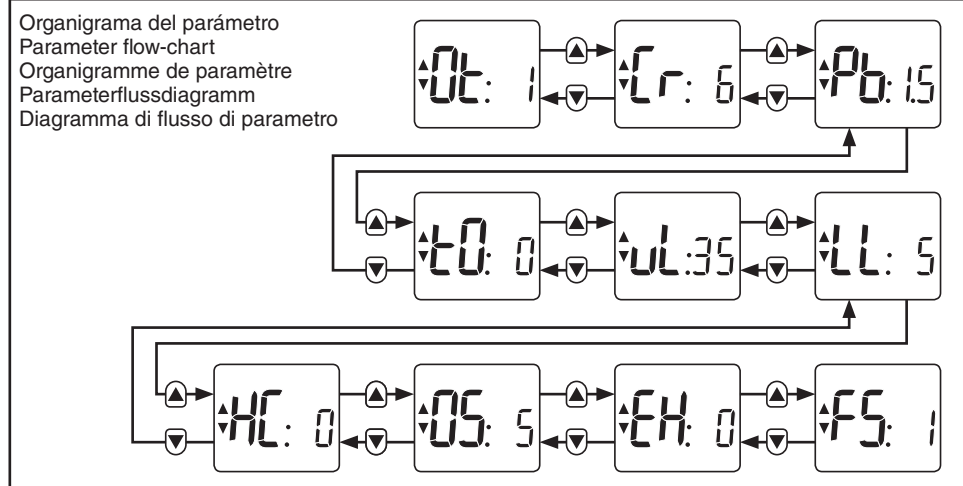 Organigrama del parámetro
Parameter flow-chart
Organigramme de paramètre
Parameterflussdiagramm
Diagramma di flusso di parametro
Ot: 1
Cr: 6
Pb:1.5
tO: 0
uL:35
LL: 5
HC: 0
OS: 5
EH: 0
FS: 1